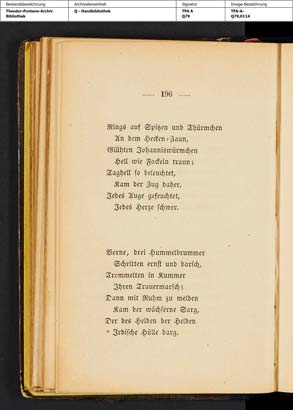 Bestandsbezeichnung Archivalieneinheit Signatur Image-Bezeichnung
Theodor-Fontane-Archiv Bibliothek Q - Handbibliothek TFA A Q79 TFA-A-Q79,0114
— 196 —
Rings auf Spitzen und Thürmchen
An dem Hecken-Zaun,
Glühten Johanniswürmchen
Hell wie Fackeln traun;
Taghell so beleuchtet,
Kam der Zug daher,
Jedes Auge gefeuchtet,
Jedes Herze schwer.
Vorne, drei Hummelbrummer
Schritten ernst und barsch,
Trommelten in Kummer
Ihren Trauermarsch;
Dann mit Ruhm zu melden
Kam der wächserne Sarg,
Der des Helden der Helden
Irdische Hülle barg.